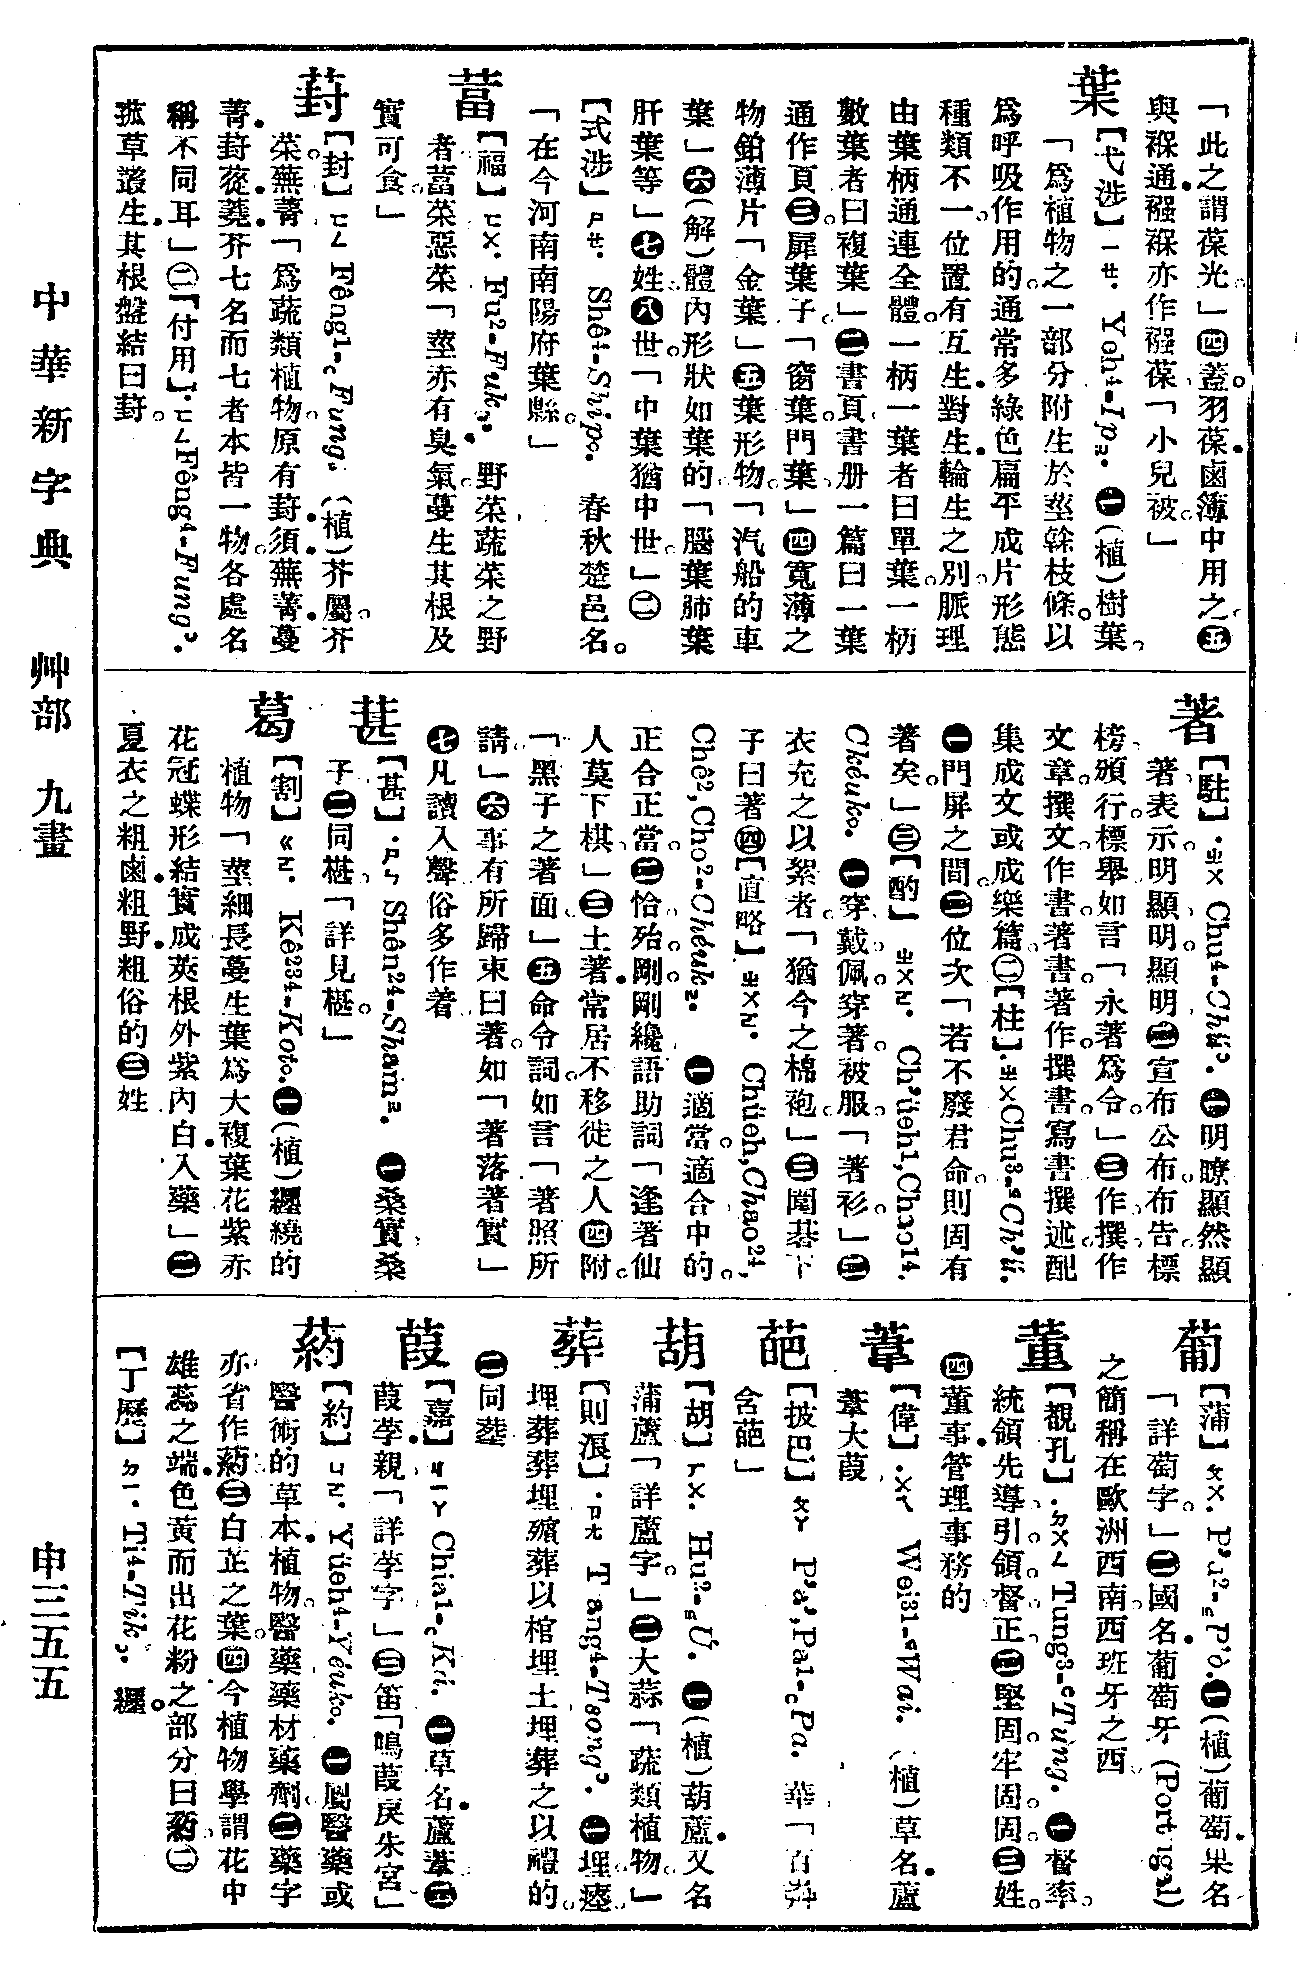 中華新字典 艸部 九畫 申三五五
「此之謂葆光」㊃蓋羽葆鹵簿中用之㊄
與褓通襁褓亦作襁葆「小兒被」
葉【弋涉】ㄧㄝ. Yeh⁴-Ip₂. ㊀(植)樹葉
「爲植物之一部分附生於莖榦枝條以
爲呼吸作用的通常多綠色扁平成片形態
種類不一位置有互生對生輪生之別脈理
由葉柄通連全體一柄一葉者曰單葉一柄
數葉者曰複葉」㊁書頁書册一篇曰一葉
通作頁㊂扉葉子「窗葉門葉」㊃寬薄之
物鉑薄片「金葉」㊄葉形物「汽船的車
葉」㊅(解)體內形狀如葉的「腦葉肺葉
肝葉等」㊆姓㊇世「中葉猶中世」㊁
【式涉】ㄕㄝ. Shê⁴-Shipo. 春秋楚邑名。
「在今河南南陽府葉縣」
葍【福】ㄈㄨ. Fu²-Fuk, 野菜蔬菜之野
者葍菜惡菜「莖亦有臭氣蔓生其根及
實可食」
葑【封】ㄈㄥ Fêng¹-Fung. (植)芥屬芥
菜蕪菁「爲蔬類植物原有葑須蕪菁蔓
菁葑蓯蕘芥七名而七者本皆一物各處名
稱不同耳」㊁【付用】.ㄈㄥFêng⁴-Fung.
菰草叢生其根盤結曰葑
著【駐】.ㄓㄨ Chu⁴-Chü. ㊀明瞭顯然顯
著表示明顯明顯明㊁宣布公布布告標
榜頒行標舉如言「永著爲令」㊂作撰作
文章撰文作書著書著作撰書寫書撰述配
集成文或成樂篇㊁【柱】.ㄓㄨChu³-Ch'ü.
㊀門屏之間㊁位次「若不廢君命則固有
著矣」㊂【酌】ㄓㄨㄛ. Ch'üeh1,Chao¹⁴.
Chéuko. ㊀穿戴佩穿著被服「著衫」㊁
衣充之以絮者「猶今之棉袍」㊂圍碁下
子曰著㊃【直略】ㄓㄨㄛ. Chüeh,Chao²⁴,
Chê²,Cho²-Chéuk₂. ㊀適當適合中的
正合正當㊁恰殆剛剛剛纔語助詞「逢著仙
人莫下棋」㊂土著常居不移徙之人㊃附
「黑子之著面」㊄命令詞如言「著照所
請」㊅事有所歸束曰著如「著落著實」
㊆凡讀入聲俗多作着
葚【甚】.ㄕㄣ Shên²⁴-Sham². ㊀桑實桑
子㊁同椹「詳見椹」
葛【割】ㄍㄜ. Kê²³⁴-Koto. ㊀(植)纏繞的
植物「莖細長蔓生葉爲大複葉花紫赤
花冠蝶形結實成莢根外紫內白入藥」㊁
夏衣之粗鹵粗野粗俗的㊂姓
葡【蒲】ㄆㄨ. P'u²-P'ò. ㊀(植)葡萄果名
「詳萄字」㊁國名葡萄牙(Portugal)
之簡稱在歐洲西南西班牙之西
董【覩孔】.ㄉㄨㄥ Tung³-Tung. ㊀督率
統領先導引領督正㊁堅固牢固固㊂姓
㊃董事管理事務的
葦【偉】.ㄨㄟ Wei³¹-Wai. (植)草名蘆
葦大葭
葩【披巴】ㄆㄚ P'a',Pa¹-Pa. 華「百卉
含葩」
葫【胡】ㄏㄨ. Hu²-Ú. ㊀(植)葫蘆又名
蒲蘆「詳蘆字」㊁大蒜「蔬類植物」
葬【則浪】.ㄗㄤ Tsang⁴-Tsong. ㊀埋瘞
埋葬葬埋殯葬以棺埋土埋葬之以禮的
㊁同塟
葭【嘉】ㄐㄧㄚ Chia¹-Ká. ㊀草名蘆葦㊁
葭莩親「詳莩字」㊂笛「鳴葭戾朱宮」
葯【約】ㄩㄛ. Yüeh⁴-Yéuko. ㊀屬醫藥或
醫術的草本植物醫藥藥材藥劑㊁藥字
亦省作葯㊂白芷之葉㊃今植物學謂花中
雄蕊之端色黄而出花粉之部分曰葯㊁
【丁歷】ㄉㄧ. Ti⁴-Tik, 纏